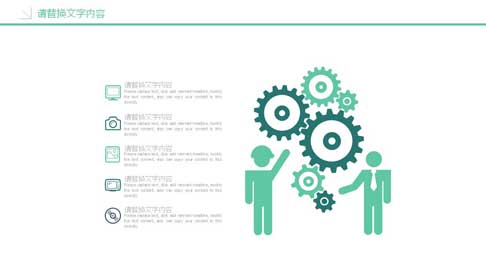 请替换文字内容
请替换文字内容
Please replace text, click add relevant headline, modify
the text content, also can copy your content to this
directly.
请替换文字内容
Please replace text, click add relevant headline, modify
the text content, also can copy your content to this
directly.
请替换文字内容
Please replace text, click add relevant headline, modify
the text content, also can copy your content to this
directly.
请替换文字内容
Please replace text, click add relevant headline, modify
the text content, also can copy your content to this
directly.
请替换文字内容
Please replace text, click add relevant headline, modify
the text content, also can copy your content to this
directly.